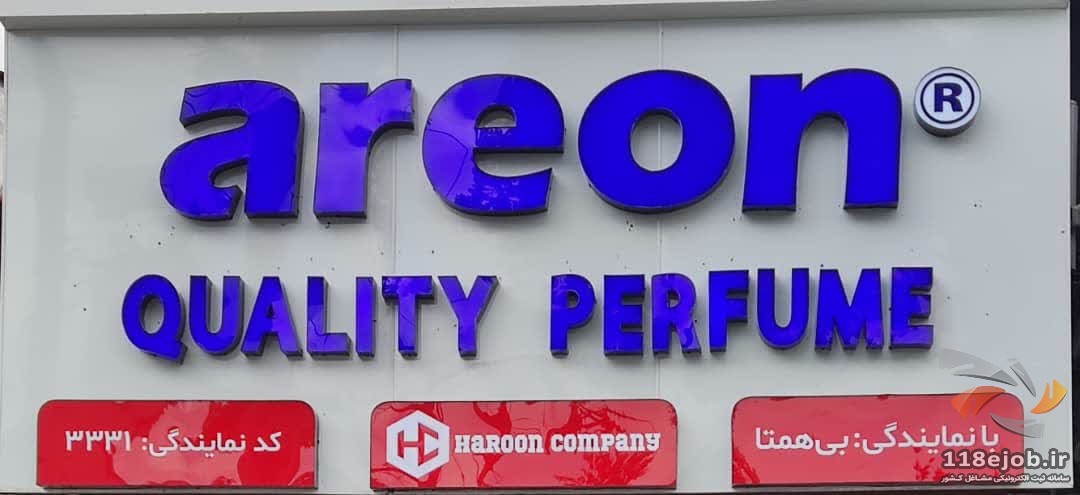 areon®
QUALITY PERFUME
با نمایندگی: بی‌همتا
HAROON COMPANY
کد نمایندگی: ۳۳۳۱
118ejob.ir
سامانه ثبت الکترونیکی مشاغل کشور